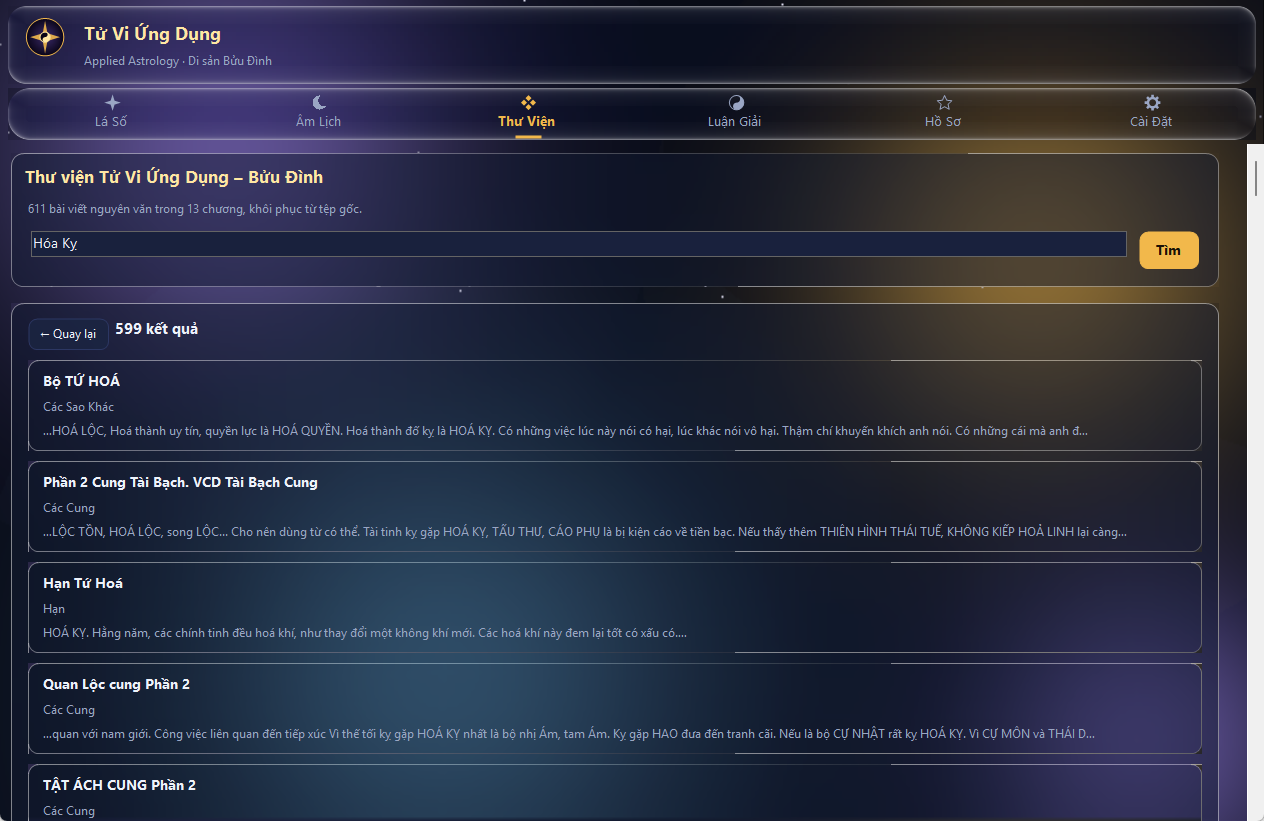 Tử Vi Ứng Dụng
Applied Astrology · Di sản Bửu Đình
Lá Số
Âm Lịch
Thư Viện
Luận Giải
Hồ Sơ
Cài Đặt
Thư viện Tử Vi Ứng Dụng – Bửu Đình
611 bài viết nguyên văn trong 13 chương, khôi phục từ tệp gốc.
Hóa Kỵ
Tìm
← Quay lại
599 kết quả
Bộ TỨ HOÁ
Các Sao Khác
...HOÁ LỘC, Hoá thành uy tín, quyền lực là HOÁ QUYỀN. Hoá thành đố kỵ là HOÁ KỴ. Có những việc lúc này nói có hại, lúc khác nói vô hại. Thậm chí khuyến khích anh nói. Có những cái mà anh đ...
Phần 2 Cung Tài Bạch. VCD Tài Bạch Cung
Các Cung
...LỘC TỒN, HOÁ LỘC, song LỘC... Cho nên dùng từ có thể. Tài tinh kỵ gặp HOÁ KỴ, TẤU THƯ, CÁO PHỤ là bị kiện cáo về tiền bạc. Nếu thấy thêm THIÊN HÌNH THÁI TUẾ, KHÔNG KIẾP HOẢ LINH lại càng...
Hạn Tứ Hoá
Hạn
HOÁ KỴ. Hằng năm, các chính tinh đều hoá khí, như thay đổi một không khí mới. Các hoá khí này đem lại tốt có xấu có....
Quan Lộc cung Phần 2
Các Cung
...quan với nam giới. Công việc liên quan đến tiếp xúc Vì thế tối kỵ gặp HOÁ KỴ nhất là bộ nhị Ám, tam Ám. Kỵ gặp HAO đưa đến tranh cãi. Nếu là bộ CỰ NHẬT rất kỵ HOÁ KỴ. Vì CỰ MÔN và THÁI D...
TẬT ÁCH CUNG Phần 2
Các Cung